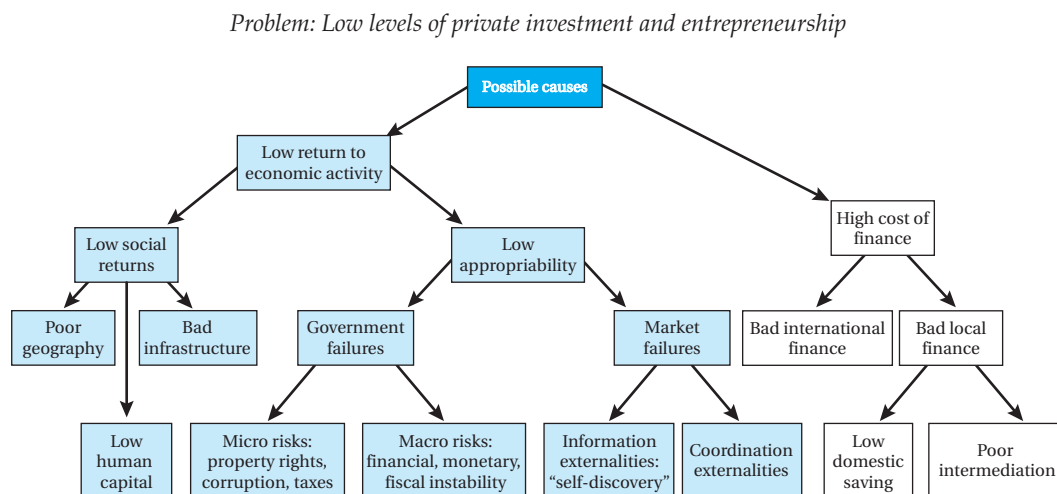 Problem: Low levels of private investment and entrepreneurship
Possible causes
Low return to
economic activity
High cost of
finance
Low social
returns
Low
appropriability
Poor
geography
Bad
infrastructure
Government
failures
Market
failures
Bad international
finance
Bad local
finance
Low
human
capital
Micro risks:
property rights,
corruption, taxes
Macro risks:
financial, monetary,
fiscal instability
Information
externalities:
“self-discovery”
Coordination
externalities
Low
domestic
saving
Poor
intermediation